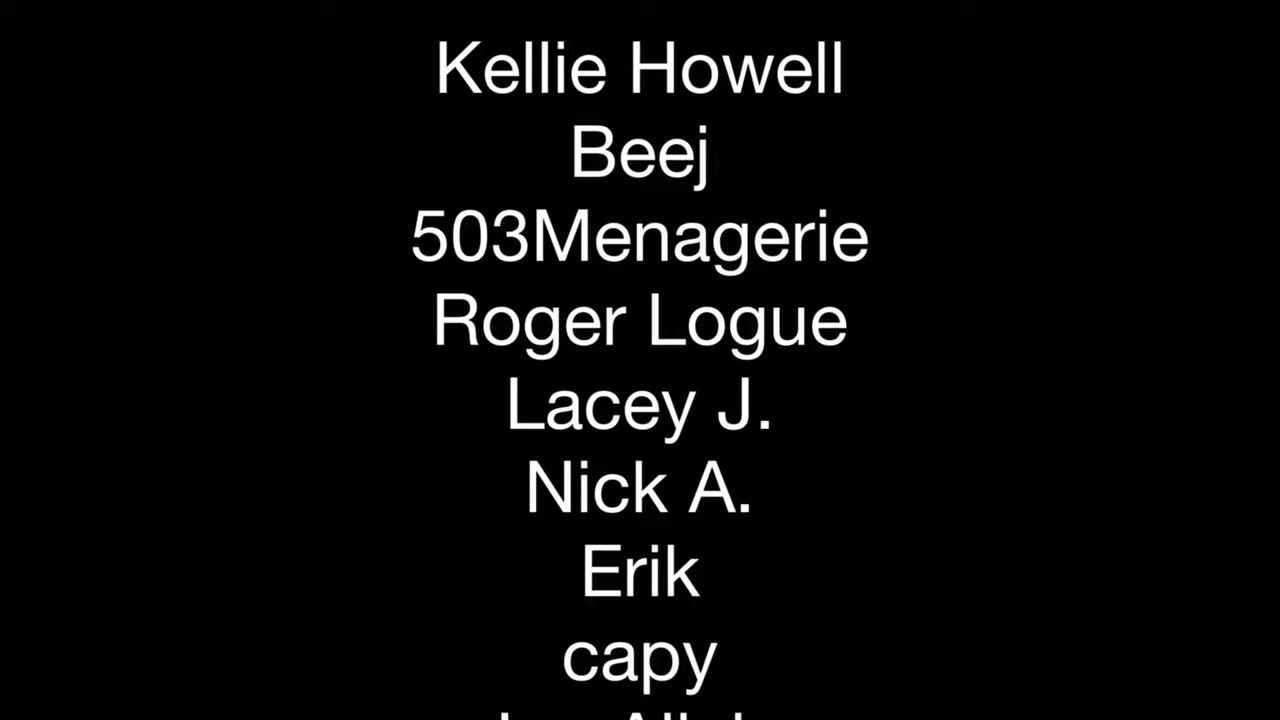 Kellie Howell
Beej
503Menagerie
Roger Logue
Lacey J.
Nick A.
Erik
capy